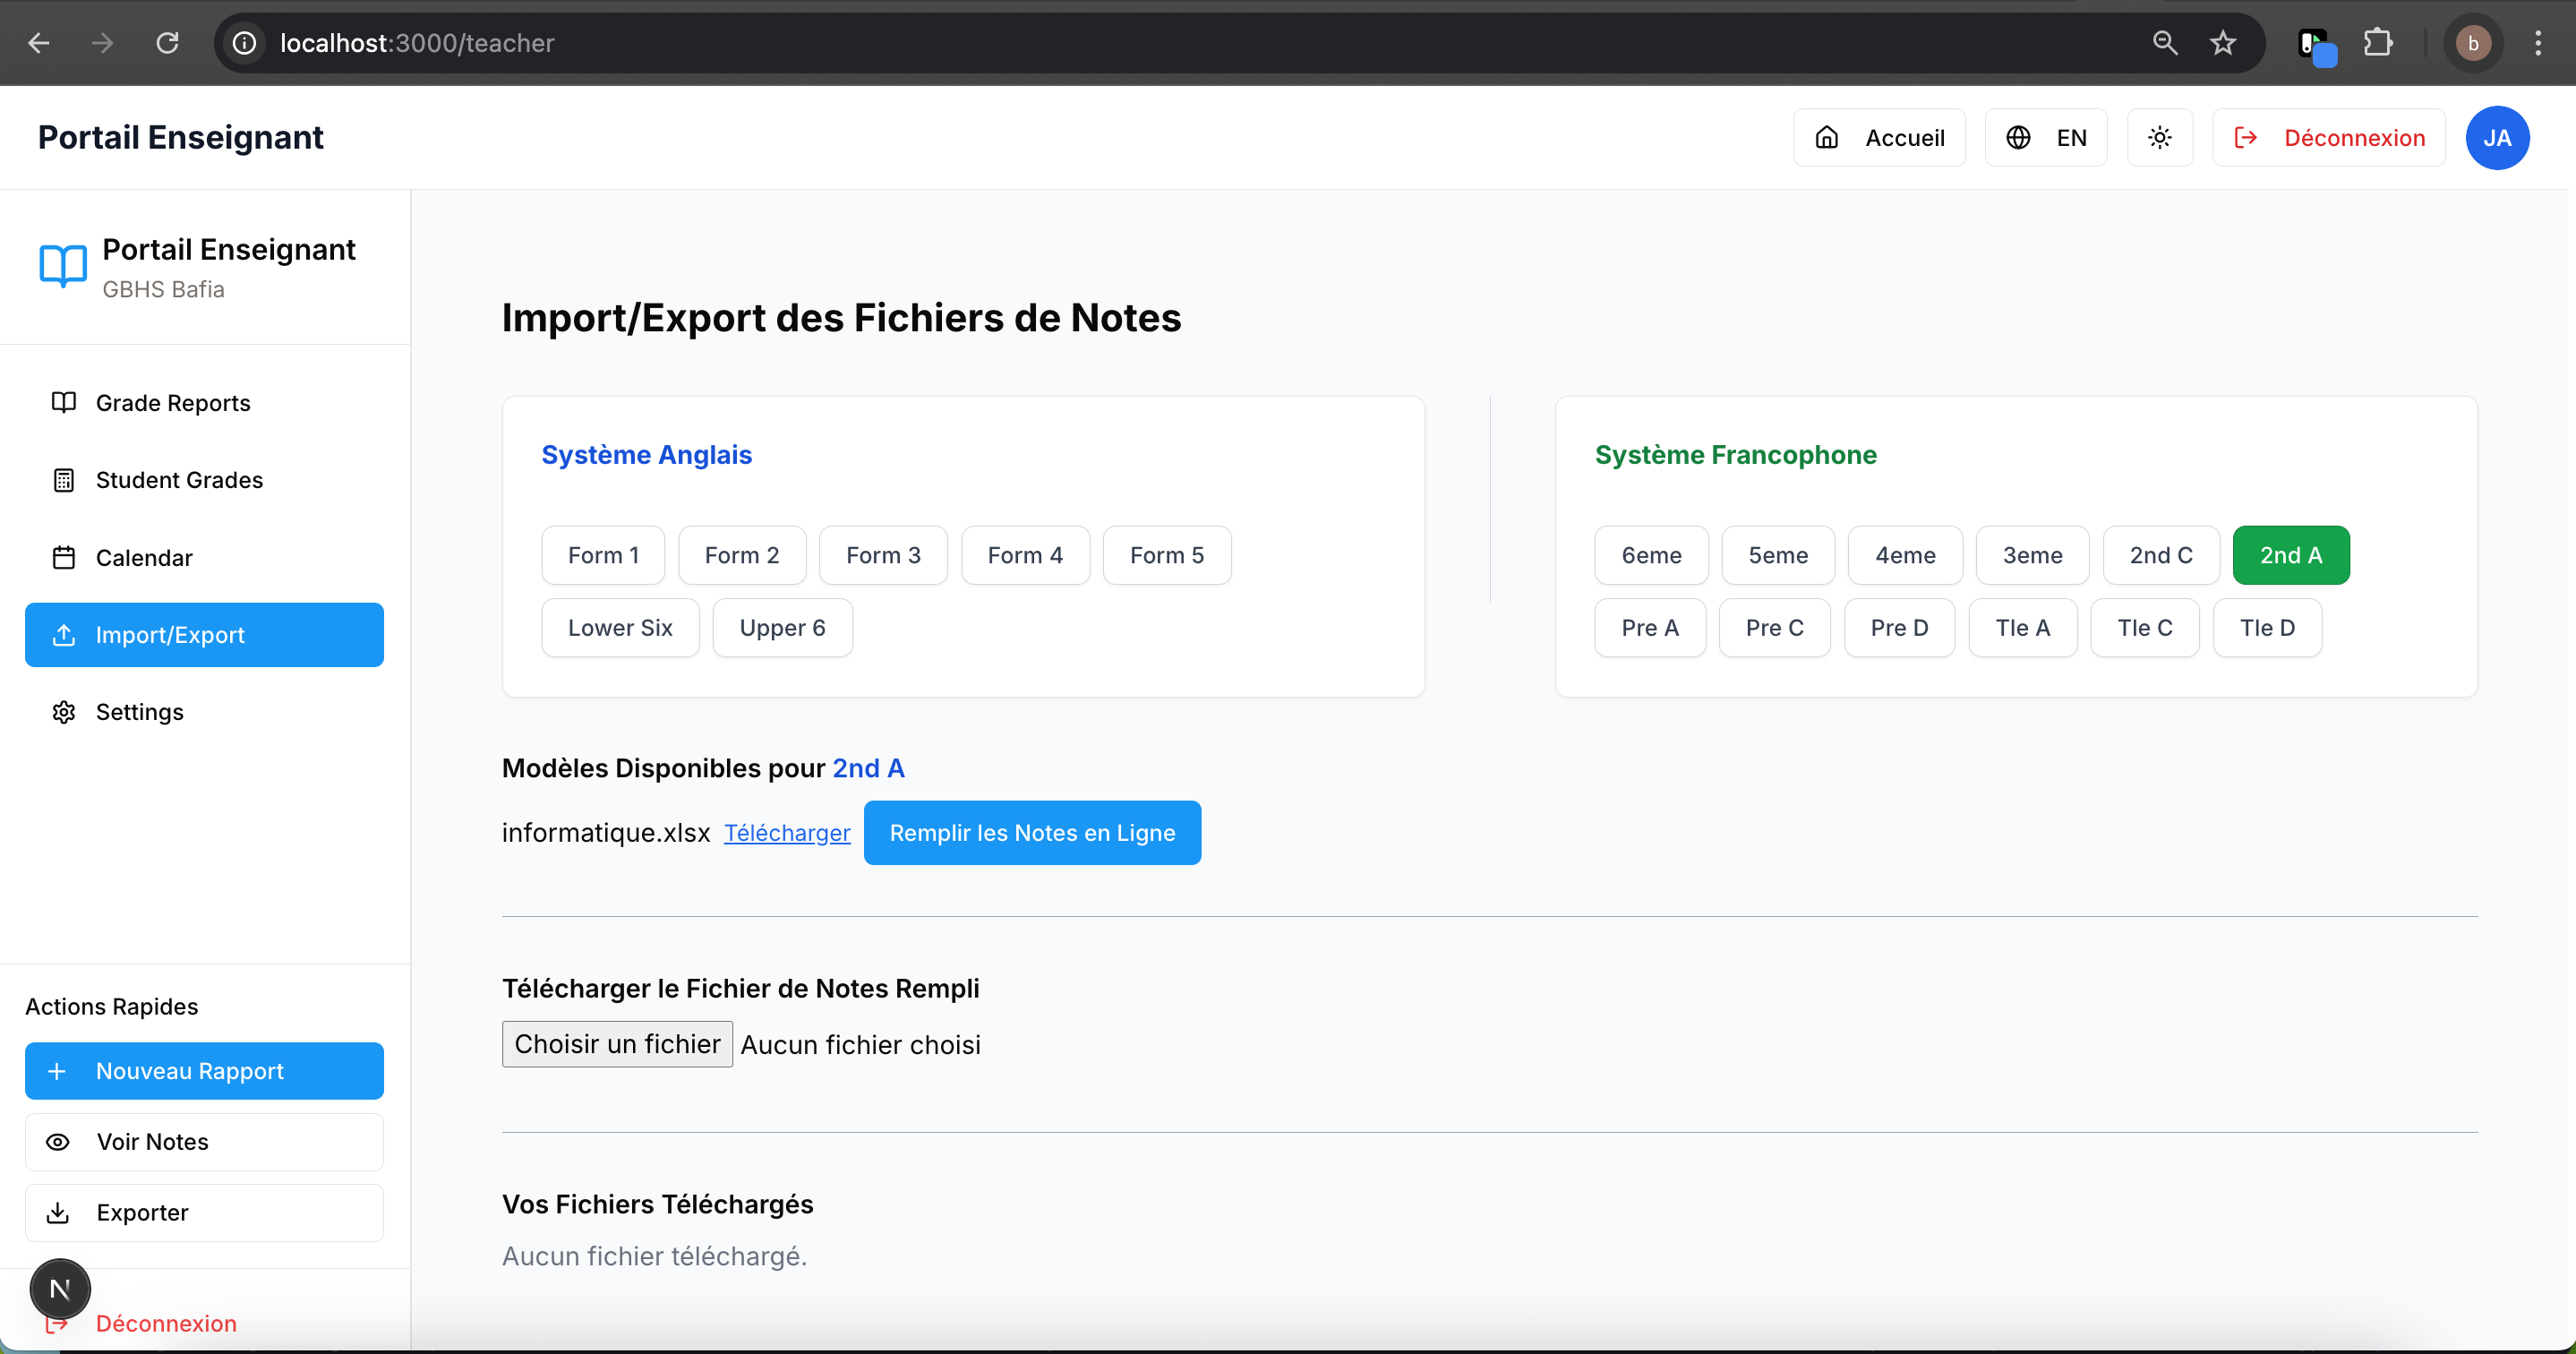 localhost:3000/teacher
b
Portail Enseignant
Accueil
EN
Déconnexion
JA
Portail Enseignant
GBHS Bafia
Grade Reports
Student Grades
Calendar
Import/Export
Settings
Actions Rapides
Nouveau Rapport
Voir Notes
Exporter
N
Déconnexion
Import/Export des Fichiers de Notes
Système Anglais
Form 1 Form 2 Form 3 Form 4 Form 5
Lower Six Upper 6
Système Francophone
6eme 5eme 4eme 3eme 2nd C 2nd A
Pre A Pre C Pre D Tle A Tle C Tle D
Modèles Disponibles pour 2nd A
informatique.xlsx Télécharger Remplir les Notes en Ligne
Télécharger le Fichier de Notes Rempli
Choisir un fichier Aucun fichier choisi
Vos Fichiers Téléchargés
Aucun fichier téléchargé.